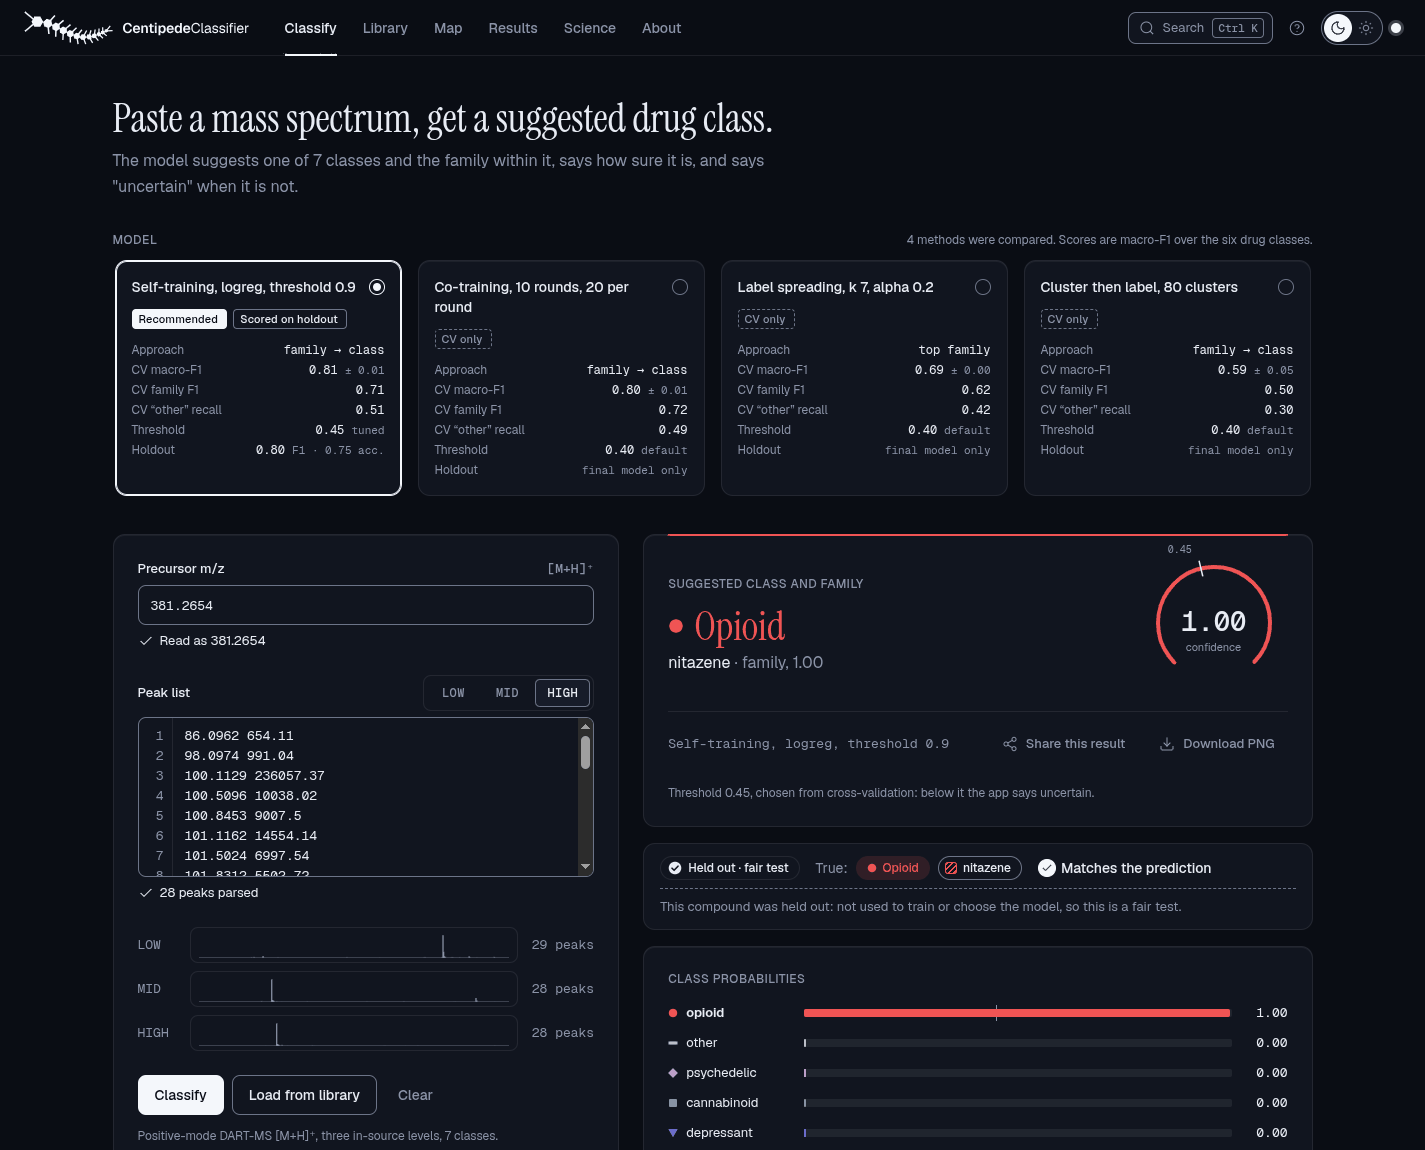 CentipedeClassifier Classify Library Map Results Science About Search Ctrl K
Paste a mass spectrum, get a suggested drug class.
The model suggests one of 7 classes and the family within it, says how sure it is, and says
"uncertain" when it is not.
MODEL 4 methods were compared. Scores are macro-F1 over the six drug classes.
Self-training, logreg, threshold 0.9
Recommended Scored on holdout
Approach family → class
CV macro-F1 0.81 ± 0.01
CV family F1 0.71
CV “other” recall 0.51
Threshold 0.45 tuned
Holdout 0.80 F1 · 0.75 acc.
Co-training, 10 rounds, 20 per
round
CV only
Approach family → class
CV macro-F1 0.80 ± 0.01
CV family F1 0.72
CV “other” recall 0.49
Threshold 0.40 default
Holdout final model only
Label spreading, k 7, alpha 0.2
CV only
Approach top family
CV macro-F1 0.69 ± 0.00
CV family F1 0.62
CV “other” recall 0.42
Threshold 0.40 default
Holdout final model only
Cluster then label, 80 clusters
CV only
Approach family → class
CV macro-F1 0.59 ± 0.05
CV family F1 0.50
CV “other” recall 0.30
Threshold 0.40 default
Holdout final model only
Precursor m/z [M+H]⁺
381.2654
Read as 381.2654
Peak list LOW MID HIGH
1 86.0962 654.11
2 98.0974 991.04
3 100.1129 236057.37
4 100.5096 10038.02
5 100.8453 9007.5
6 101.1162 14554.14
7 101.5024 6997.54
8 101.8312 5502.72
28 peaks parsed
LOW 29 peaks
MID 28 peaks
HIGH 28 peaks
Classify Load from library Clear
Positive-mode DART-MS [M+H]⁺, three in-source levels, 7 classes.
0.45
SUGGESTED CLASS AND FAMILY
Opioid
1.00
confidence
nitazene · family, 1.00
Self-training, logreg, threshold 0.9 Share this result Download PNG
Threshold 0.45, chosen from cross-validation: below it the app says uncertain.
Held out · fair test True: Opioid nitazene Matches the prediction
This compound was held out: not used to train or choose the model, so this is a fair test.
CLASS PROBABILITIES
opioid 1.00
other 0.00
psychedelic 0.00
cannabinoid 0.00
depressant 0.00